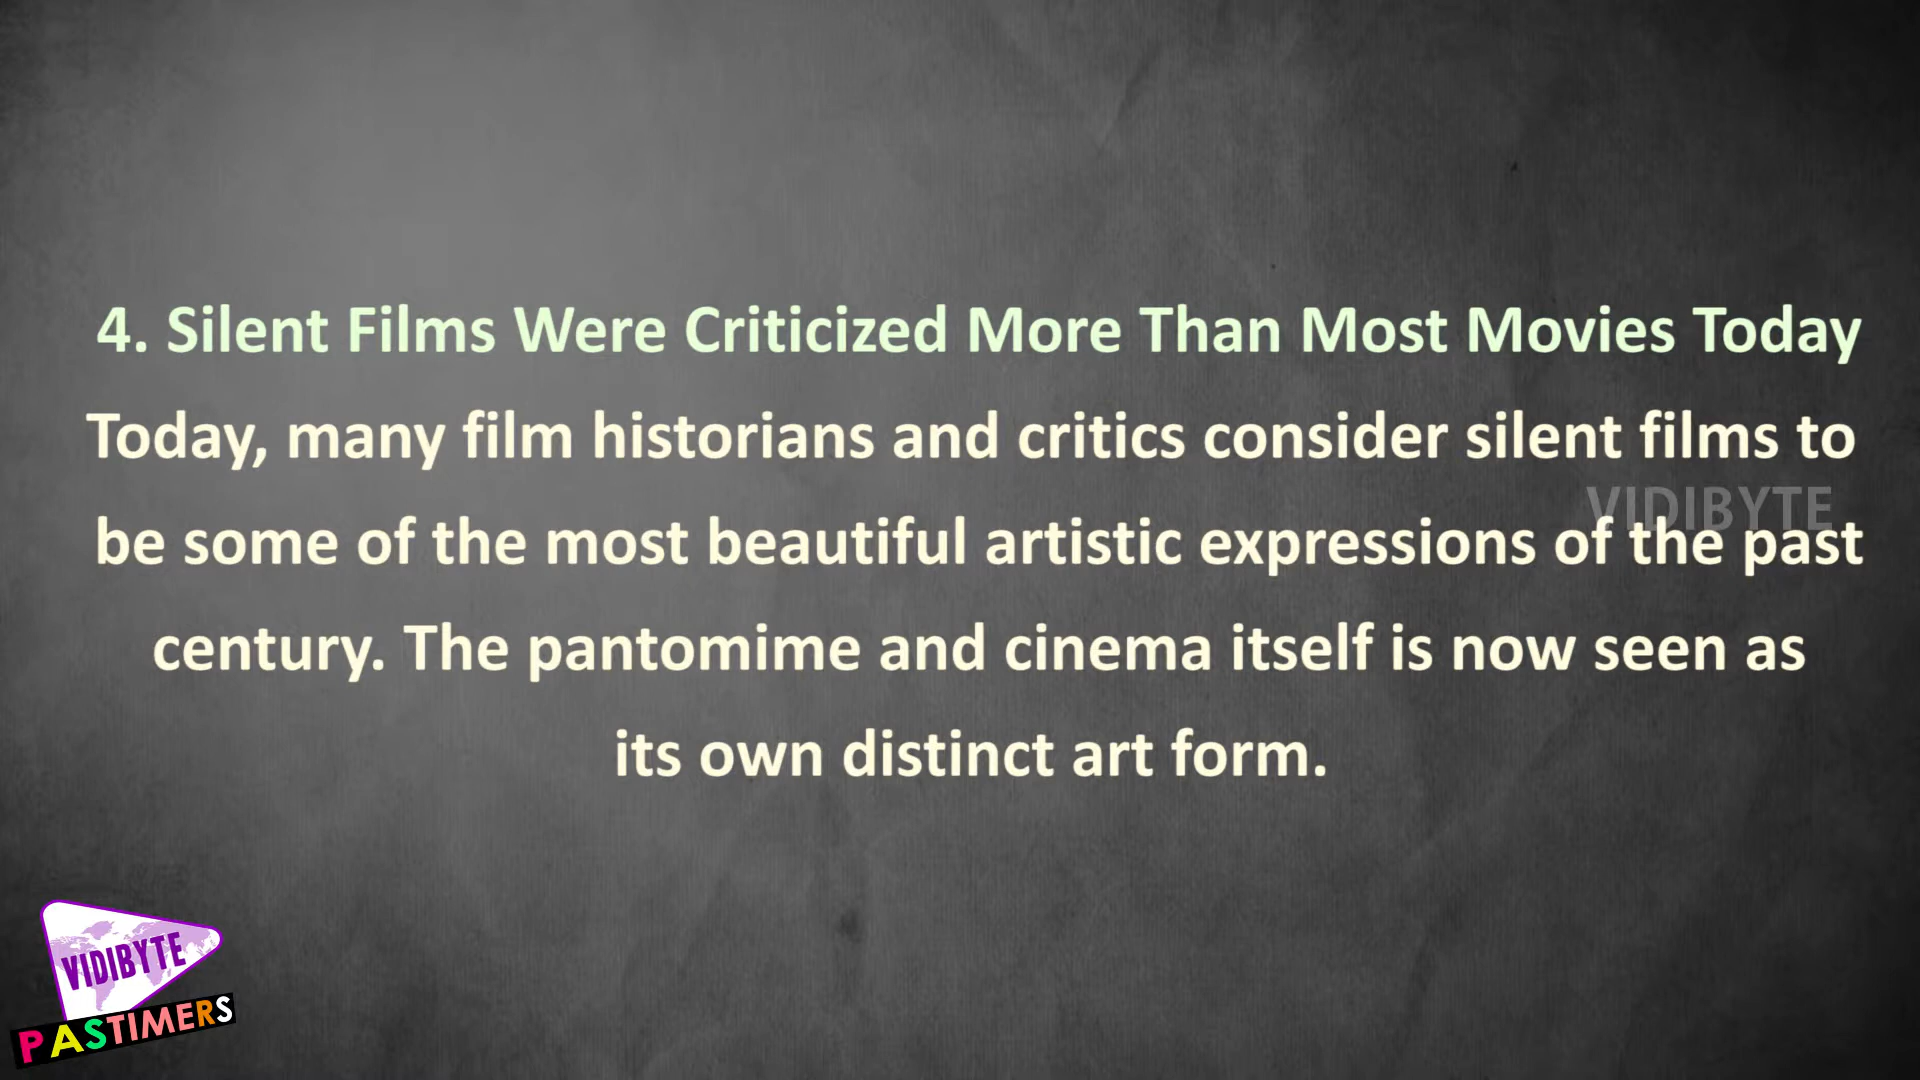 4. Silent Films Were Criticized More Than Most Movies Today
Today, many film historians and critics consider silent films to
VIDIBYTE
be some of the most beautiful artistic expressions of the past
century. The pantomime and cinema itself is now seen as
its own distinct art form.
VIDIBYTE
PASTIMERS